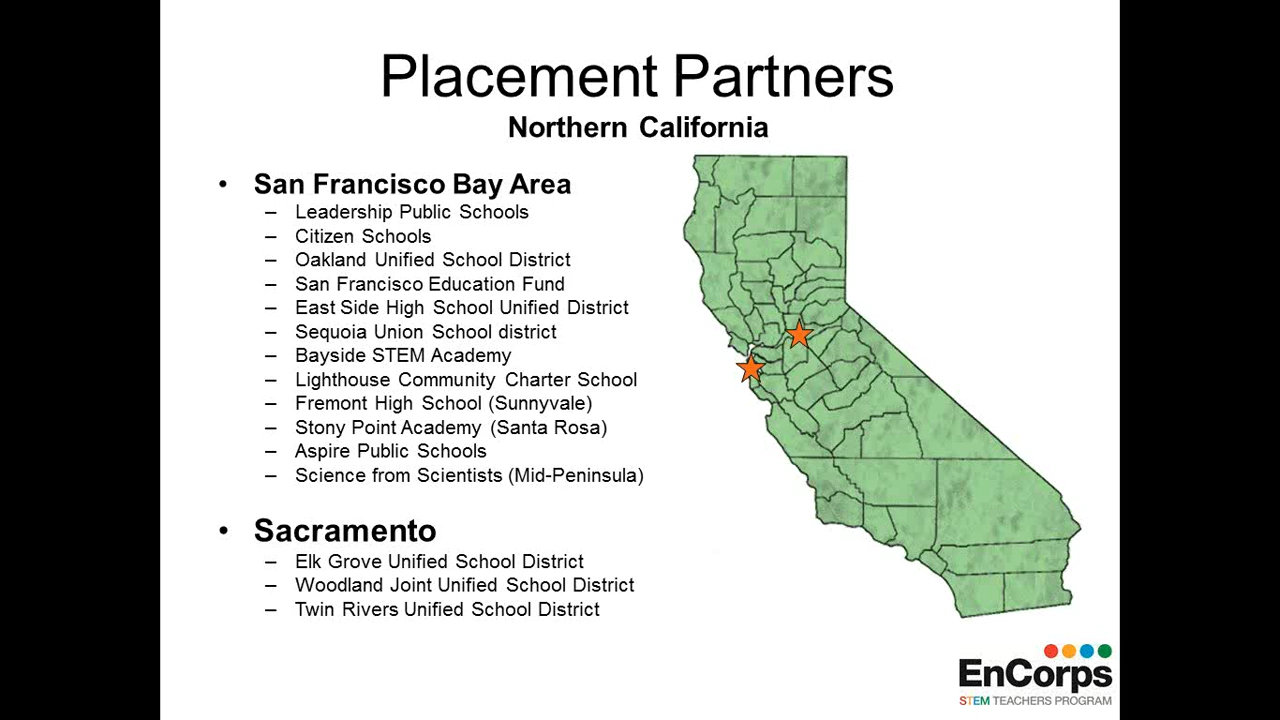 Placement Partners
Northern California
• San Francisco Bay Area
– Leadership Public Schools
– Citizen Schools
– Oakland Unified School District
– San Francisco Education Fund
– East Side High School Unified District
– Sequoia Union School district
– Bayside STEM Academy
– Lighthouse Community Charter School
– Fremont High School (Sunnyvale)
– Stony Point Academy (Santa Rosa)
– Aspire Public Schools
– Science from Scientists (Mid-Peninsula)
• Sacramento
– Elk Grove Unified School District
– Woodland Joint Unified School District
– Twin Rivers Unified School District
EnCorps
STEM TEACHERS PROGRAM